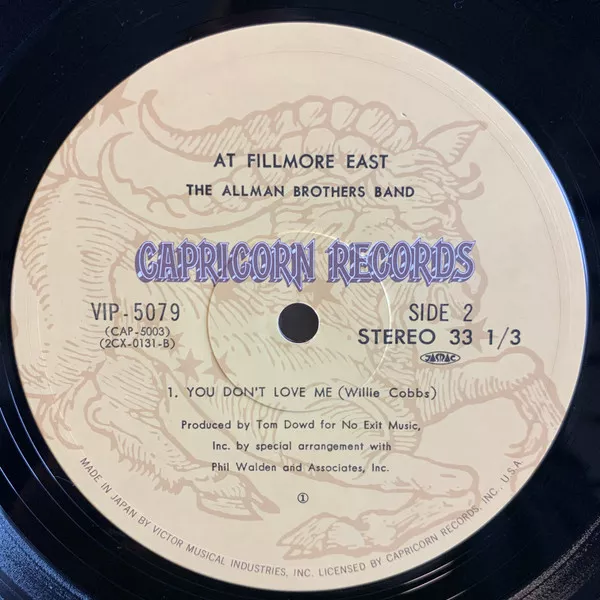 AT FILLMORE EAST
THE ALLMAN BROTHERS BAND
CAPRICORN RECORDS
VIP-5079
(CAP-5003)
(2CX-0131-B)
SIDE 2
STEREO 33 1/3
JASRAC
1. YOU DON'T LOVE ME (Willie Cobbs)
Produced by Tom Dowd for No Exit Music,
Inc. by special arrangement with
Phil Walden and Associates, Inc.
①
MADE IN JAPAN BY VICTOR MUSICAL INDUSTRIES, INC. LICENSED BY CAPRICORN RECORDS, INC. U.S.A